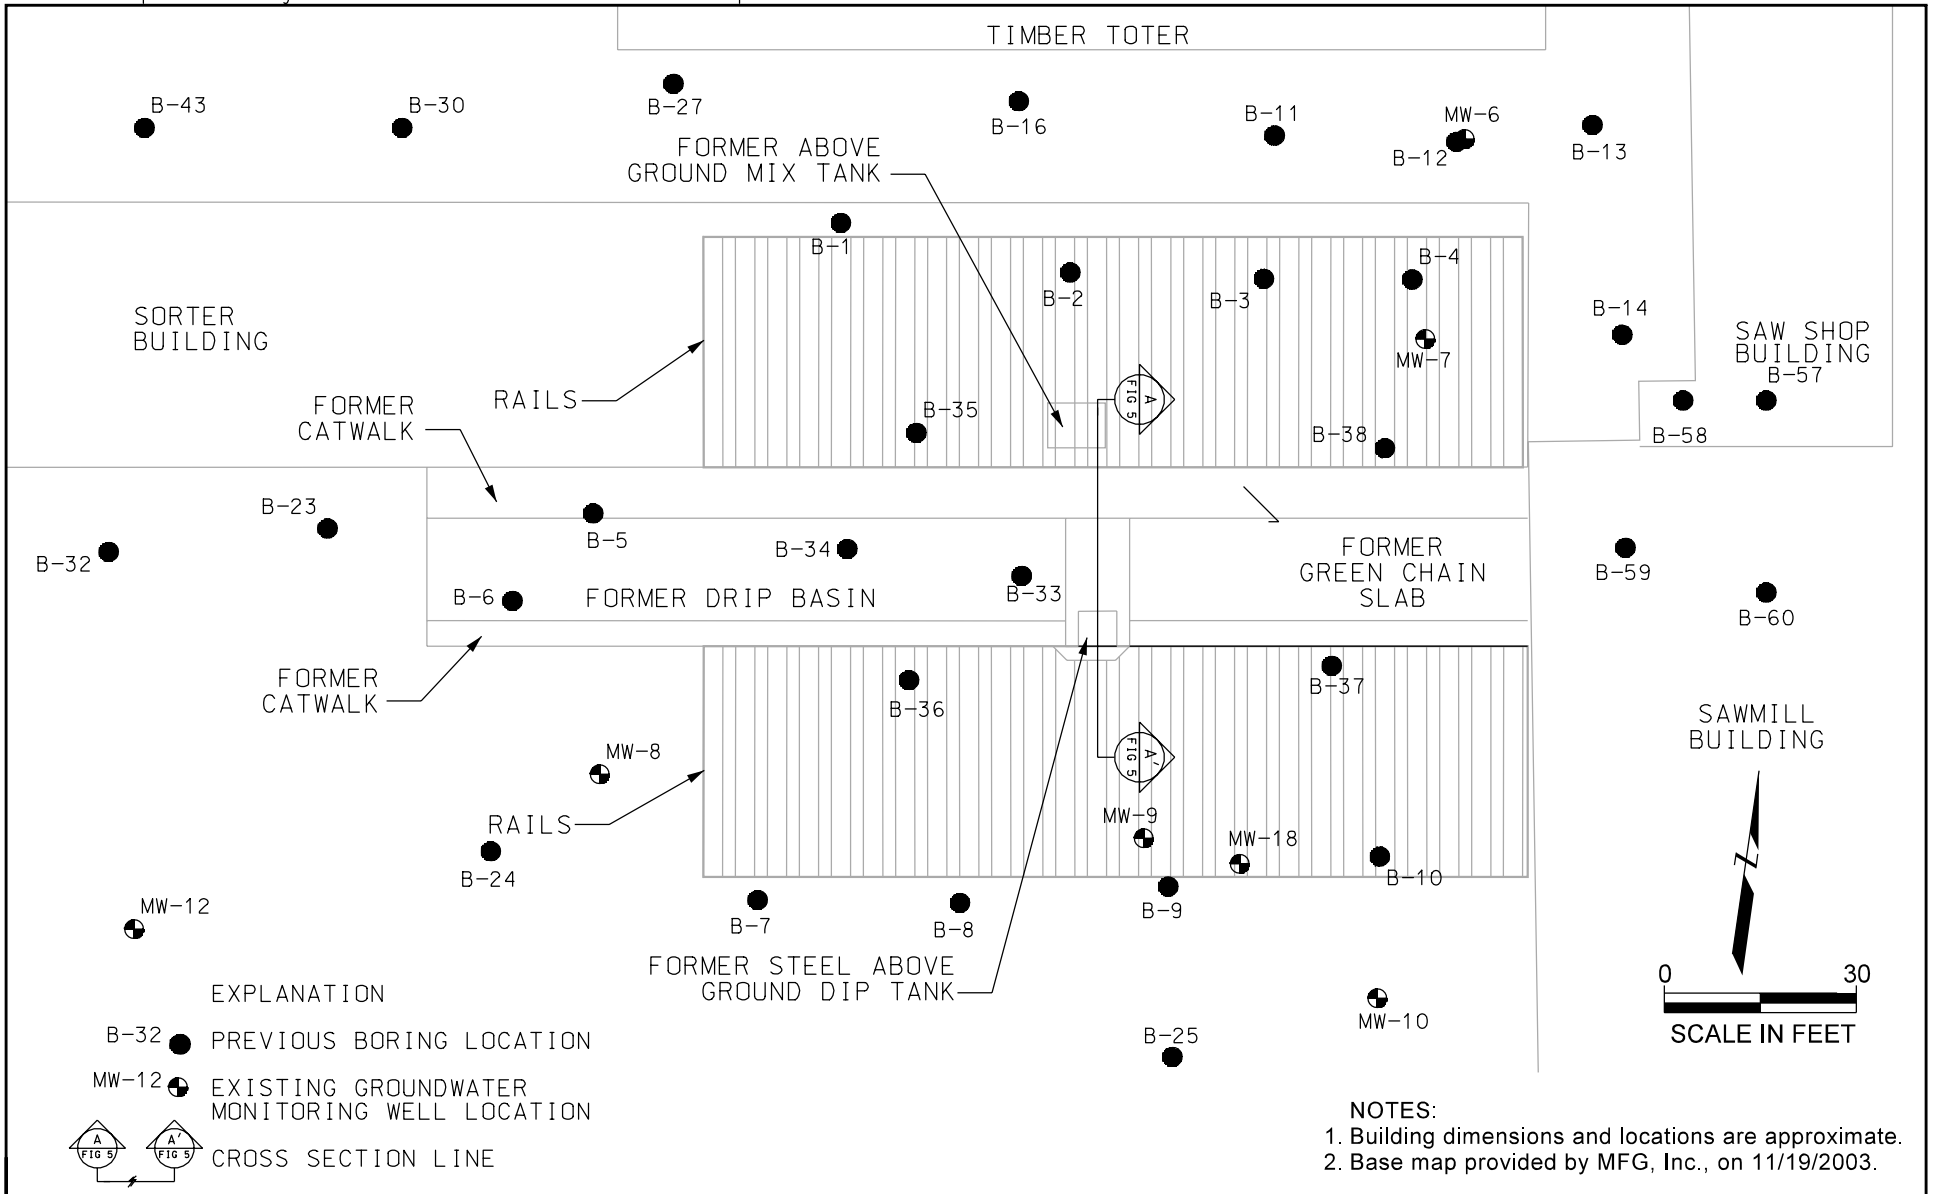 TIMBER TOTER
B-43
B-30
B-27
B-16
B-11
MW-6
B-12
B-13
FORMER ABOVE
GROUND MIX TANK
B-1
B-2
B-3
B-4
B-14
SORTER
BUILDING
MW-7
SAW SHOP
BUILDING
B-57
RAILS
FORMER
CATWALK
B-35
A
FIG 5
B-38
B-58
B-23
B-32
B-5
B-34
B-33
FORMER
GREEN CHAIN
SLAB
B-59
B-6
FORMER DRIP BASIN
B-60
FORMER
CATWALK
B-36
B-37
SAWMILL
BUILDING
MW-8
A'
FIG 5
RAILS
MW-9
MW-18
B-24
B-10
MW-12
B-7
B-8
B-9
FORMER STEEL ABOVE
GROUND DIP TANK
0 30
SCALE IN FEET
MW-10
B-25
EXPLANATION
B-32 PREVIOUS BORING LOCATION
MW-12 EXISTING GROUNDWATER
MONITORING WELL LOCATION
A A'
FIG 5 FIG 5
CROSS SECTION LINE
NOTES:
1. Building dimensions and locations are approximate.
2. Base map provided by MFG, Inc., on 11/19/2003.